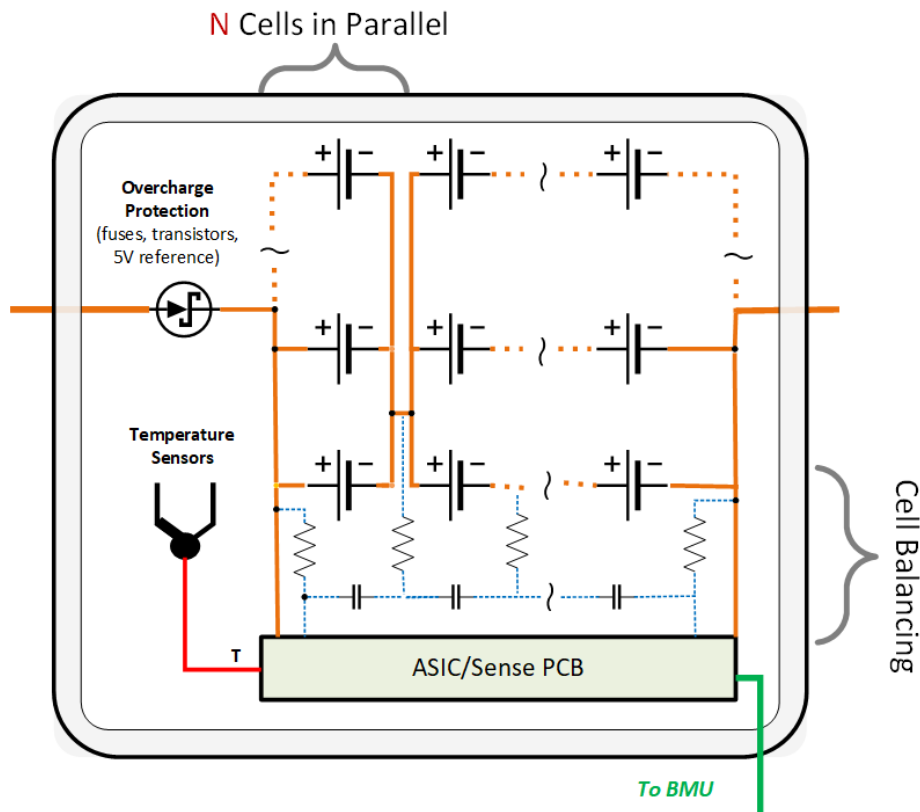 N Cells in Parallel
+ − + − + −
Overcharge
Protection
(fuses, transistors,
5V reference)
+ − + − + −
Temperature
Sensors
+ − + − + −
Cell Balancing
T
ASIC/Sense PCB
To BMU